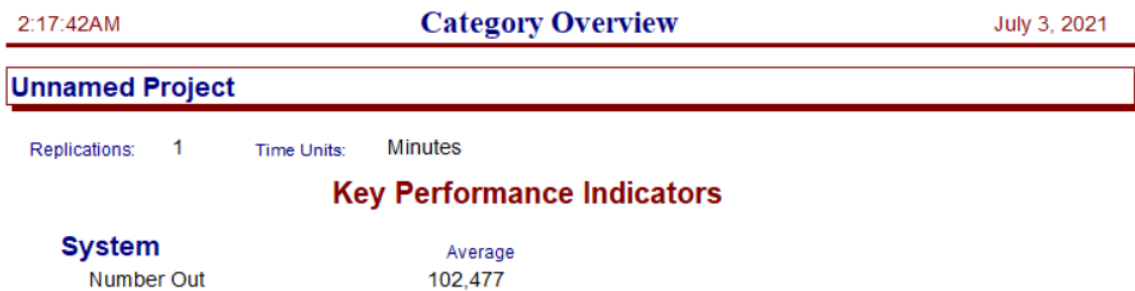 2:17:42AM Category Overview July 3, 2021
Unnamed Project
Replications: 1 Time Units: Minutes
Key Performance Indicators
System Average
Number Out 102,477